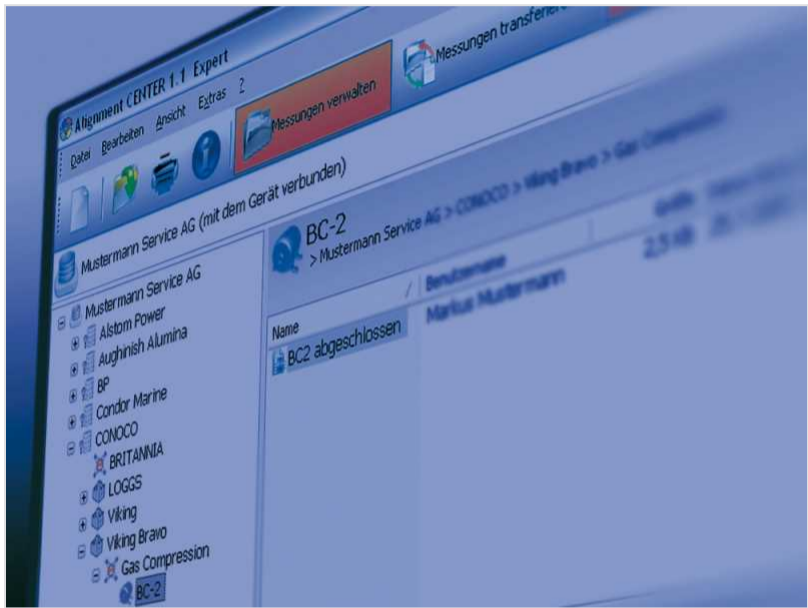 Alignment CENTER 1.1 Expert
Datei Bearbeiten Ansicht Extras ?
Messungen verwalten
Messungen transferieren
Mustermann Service AG (mit dem Gerät verbunden)
Mustermann Service AG
Alstom Power
Aughinish Alumina
BP
Condor Marine
CONOCO
BRITANNIA
LOGGS
Viking
Viking Bravo
Gas Compression
BC-2
BC-2
> Mustermann Service AG > CONOCO > Viking Bravo > Gas Compression
Name Benutzername Größe
BC2 abgeschlossen Markus Mustermann 2,5 KB